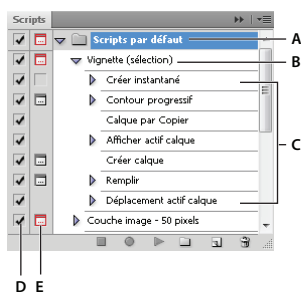 Scripts
Scripts par défaut
A
Vignette (sélection)
B
Créer instantané
Contour progressif
Calque par Copier
C
Afficher actif calque
Créer calque
Remplir
Déplacement actif calque
Couche image - 50 pixels
D E